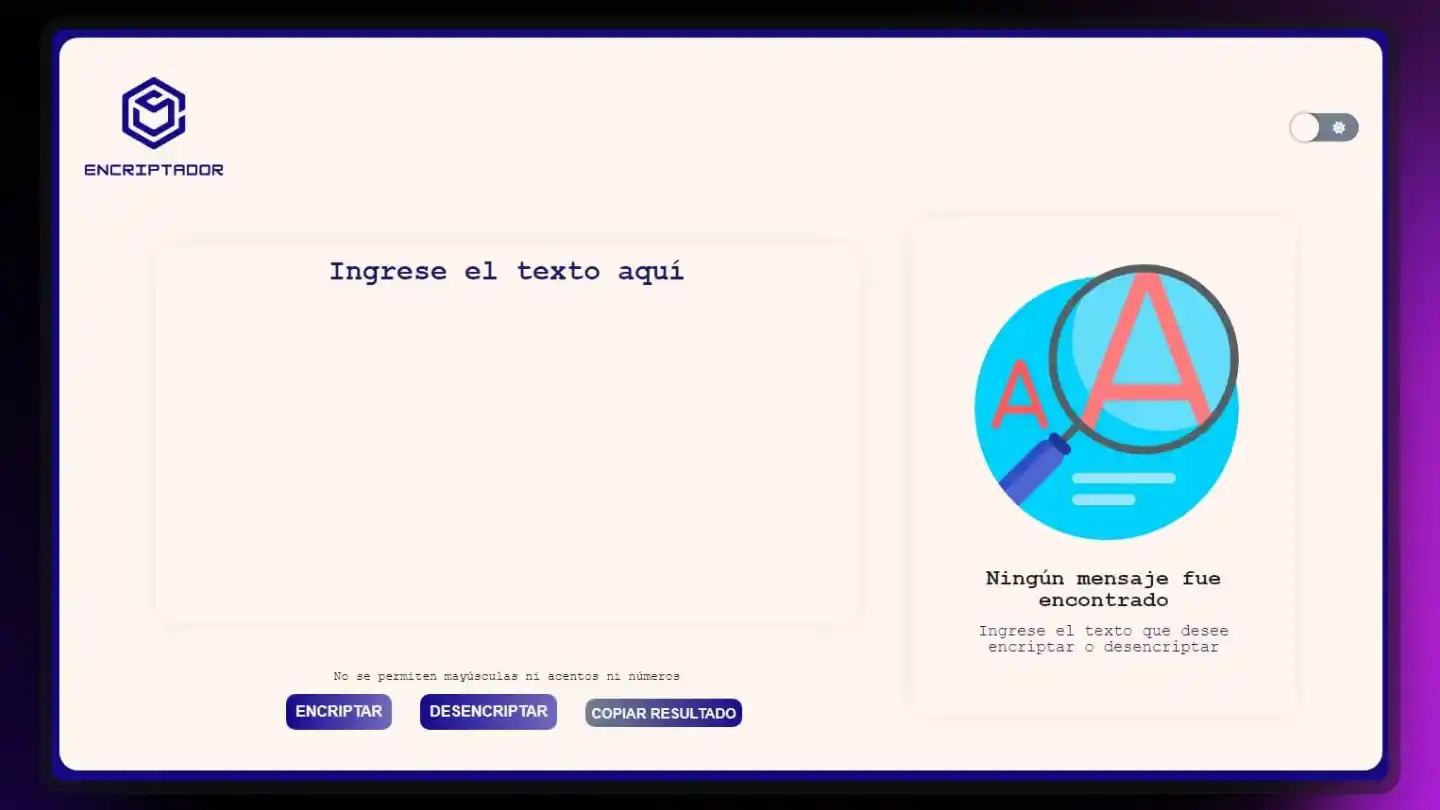 ENCRIPTADOR
Ingrese el texto aquí
A
A
Ningún mensaje fue
encontrado
Ingrese el texto que desee
encriptar o desencriptar
No se permiten mayúsculas ni acentos ni números
ENCRIPTAR
DESENCRIPTAR
COPIAR RESULTADO